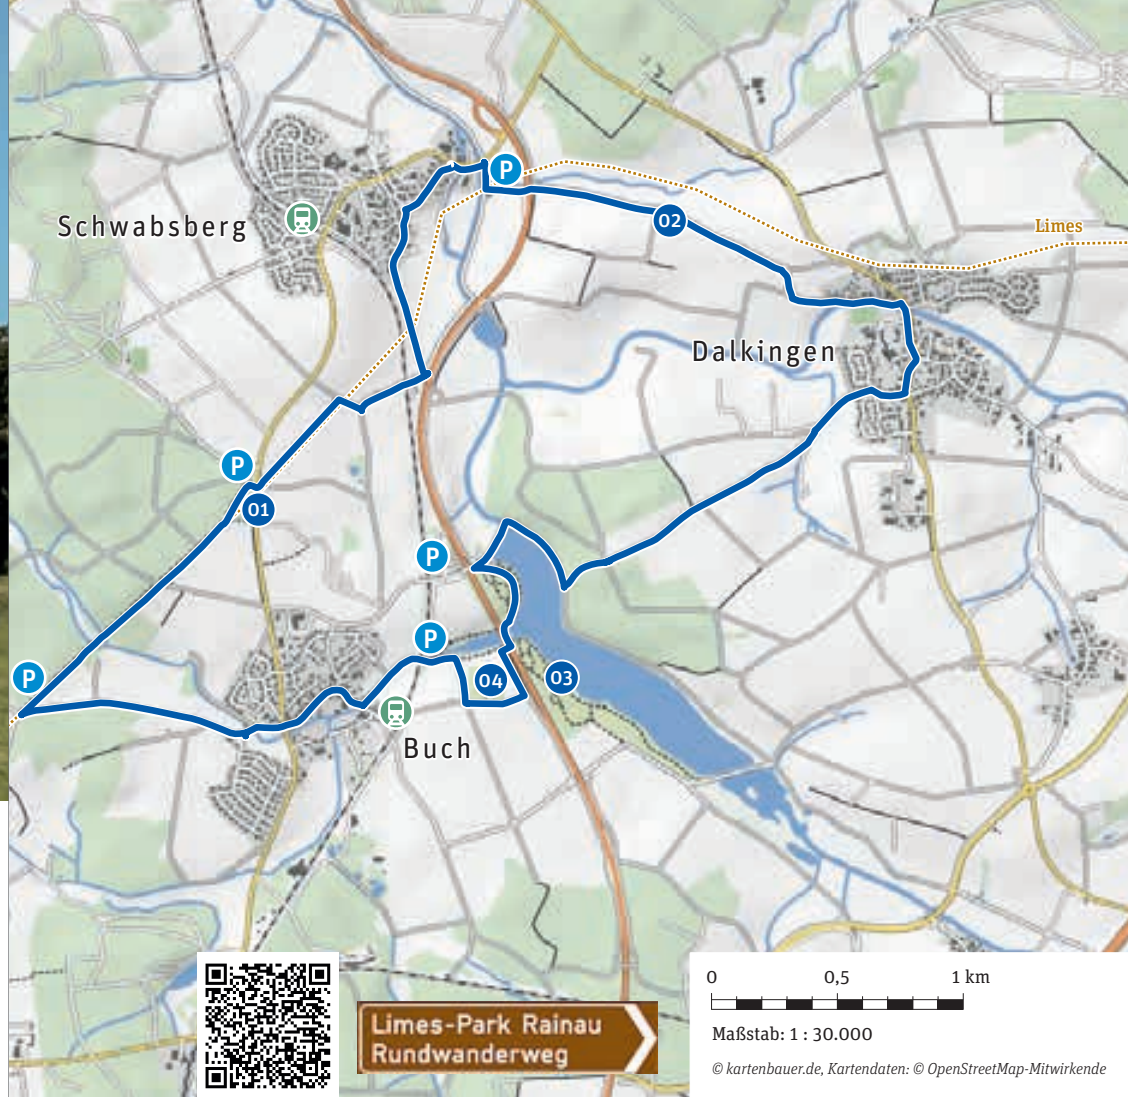 P
Schwabsberg
02
Limes
Dalkingen
P
01
P
P
P
04
03
Buch
0 0,5 1 km
Maßstab: 1 : 30.000
© kartenbauer.de, Kartendaten: © OpenStreetMap-Mitwirkende
Limes-Park Rainau
Rundwanderweg